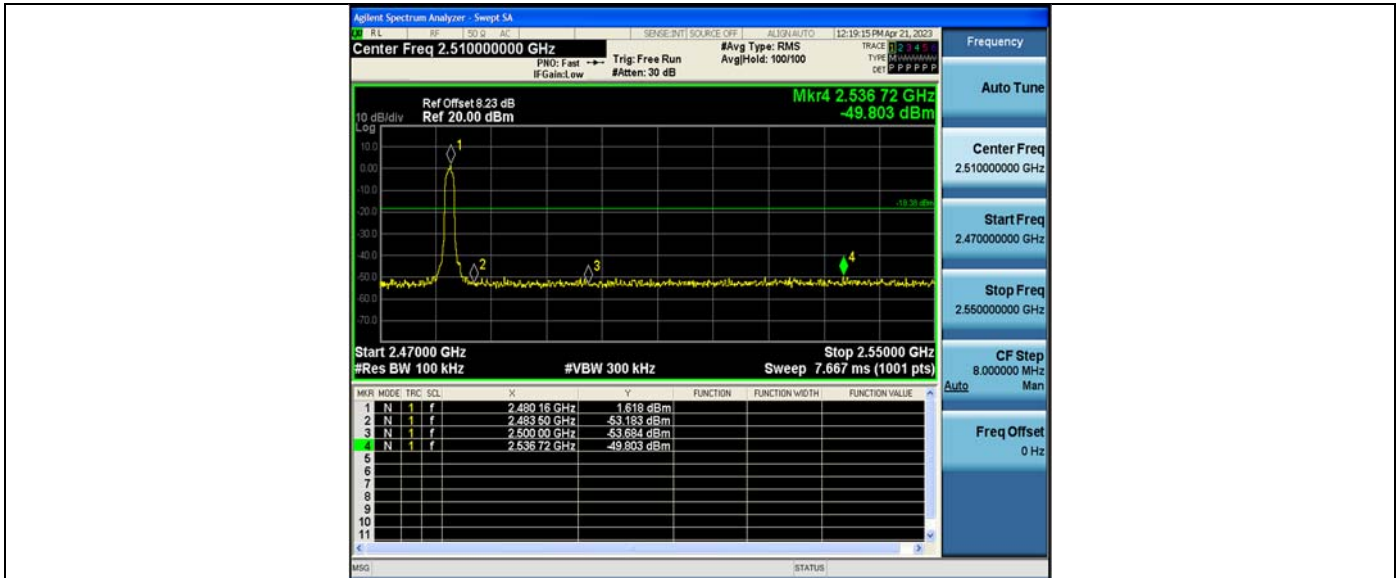 Agilent Spectrum Analyzer - Swept SA
RL RF 50 Ω AC SENSE:INT SOURCE OFF ALIGN AUTO 12:19:15 PM Apr 21, 2023
Center Freq 2.510000000 GHz #Avg Type: RMS TRACE 1 2 3 4 5 6
PNO: Fast Trig: Free Run Avg|Hold: 100/100 TYPE M
IFGain:Low #Atten: 30 dB DET P P P P P P
Frequency
Auto Tune
Center Freq
2.510000000 GHz
Start Freq
2.470000000 GHz
Stop Freq
2.550000000 GHz
CF Step
8.000000 MHz
Auto Man
Freq Offset
0 Hz
Mkr4 2.536 72 GHz
-49.803 dBm
Ref Offset 8.23 dB
10 dB/div Ref 20.00 dBm
Log
10.0
0.00
-10.0
-20.0
-30.0
-40.0
-50.0
-60.0
-70.0
1
2
3
4
Start 2.47000 GHz Stop 2.55000 GHz
#Res BW 100 kHz #VBW 300 kHz Sweep 7.667 ms (1001 pts)
MKR MODE TRC SCL X Y FUNCTION FUNCTION WIDTH FUNCTION VALUE
1 N 1 f 2.480 16 GHz 1.618 dBm
2 N 1 f 2.483 50 GHz -53.183 dBm
3 N 1 f 2.500 00 GHz -53.684 dBm
4 N 1 f 2.536 72 GHz -49.803 dBm
5
6
7
8
9
10
11
MSG STATUS